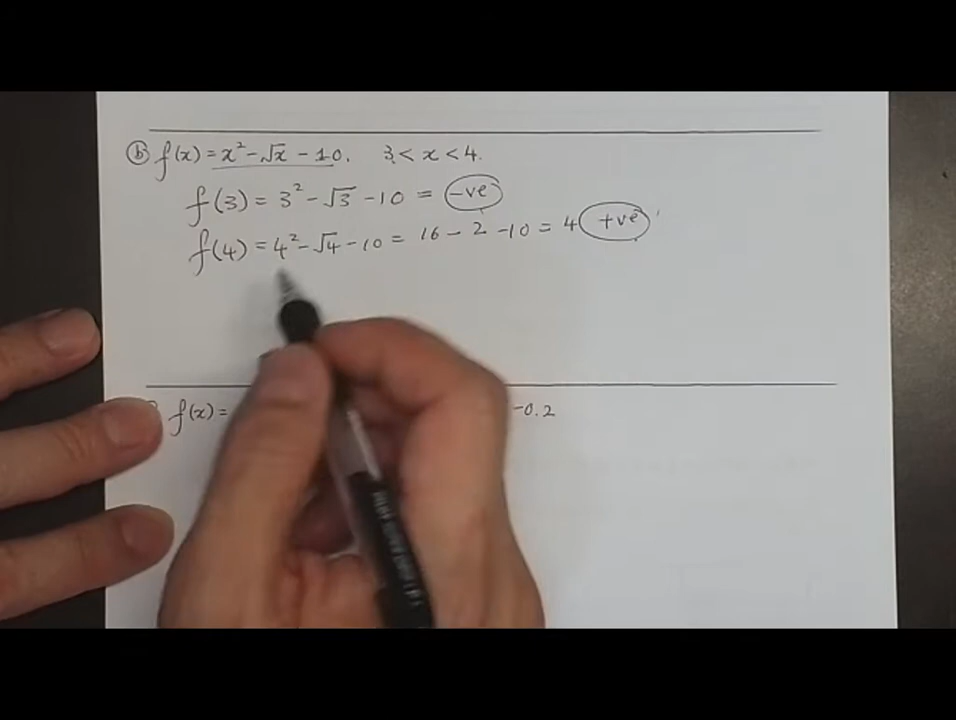 ⓑ f(x) = x² - √x - 10. 3 < x < 4.
f(3) = 3² - √3 - 10 = -ve
f(4) = 4² - √4 - 10 = 16 - 2 - 10 = 4 +ve
f(x) = -0.2